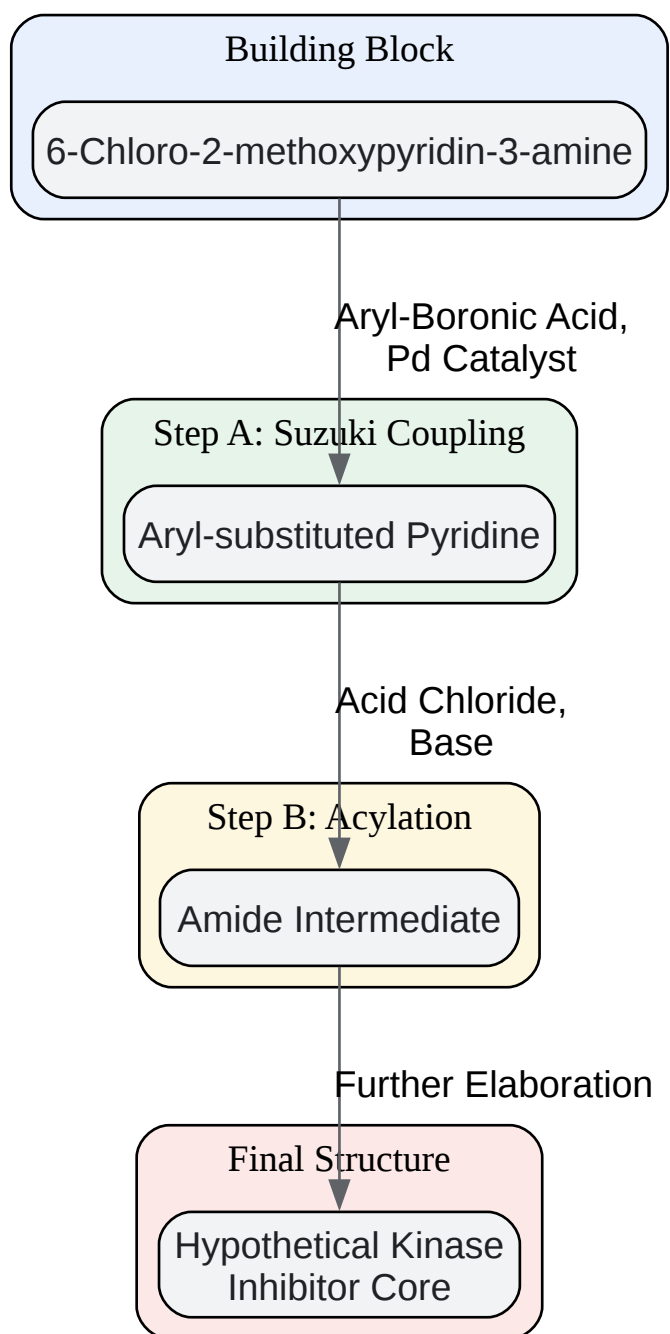 Building Block
6-Chloro-2-methoxypyridin-3-amine
Aryl-Boronic Acid,
Pd Catalyst
Step A: Suzuki Coupling
Aryl-substituted Pyridine
Acid Chloride,
Base
Step B: Acylation
Amide Intermediate
Further Elaboration
Final Structure
Hypothetical Kinase
Inhibitor Core